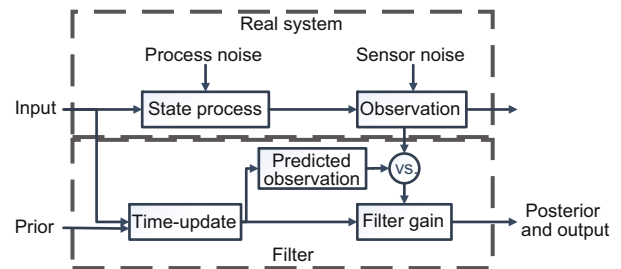 Real system
Process noise
Sensor noise
Input
State process
Observation
Predicted
observation
vs.
Prior
Time-update
Filter gain
Posterior
and output
Filter